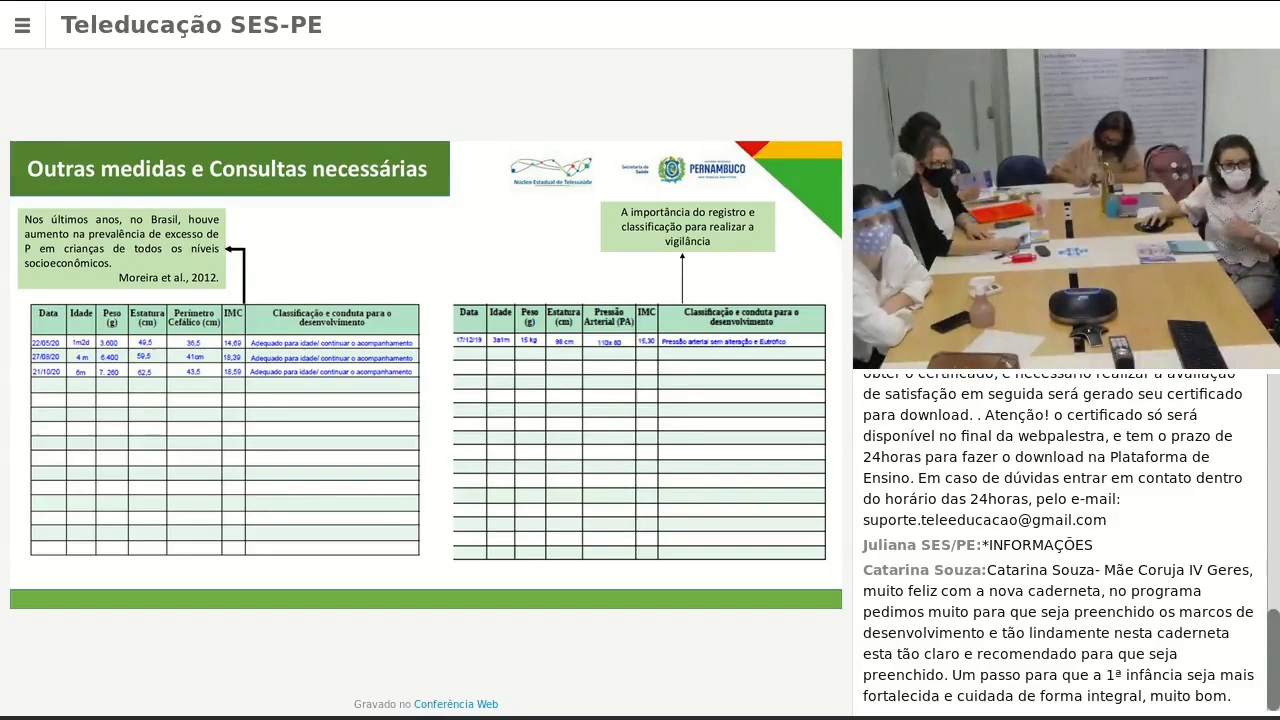 Teleducação SES-PE
Outras medidas e Consultas necessárias
Núcleo Estadual de Telessaúde
Secretaria de
Saúde
PERNAMBUCO
Nos últimos anos, no Brasil, houve
aumento na prevalência de excesso de
P em crianças de todos os níveis
socioeconômicos.
Moreira et al., 2012.
A importância do registro e
classificação para realizar a
vigilância
Data Idade Peso (g) Estatura (cm) Perímetro Cefálico (cm) IMC Classificação e conduta para o desenvolvimento
22/05/20 1m2d 3.600 49,5 36,5 14,69 Adequado para idade/ continuar o acompanhamento
27/08/20 4 m 6.400 59,5 41cm 18,39 Adequado para idade/ continuar o acompanhamento
21/10/20 6m 7. 260 62,5 43,5 18,59 Adequado para idade/ continuar o acompanhamento
Data Idade Peso (g) Estatura (cm) Pressão Arterial (PA) IMC Classificação e conduta para o desenvolvimento
17/12/19 3a1m 15 kg 98 cm 110x 80 15,30 Pressão arterial sem alteração e Eutrófico
obter o certificado, é necessário realizar a avaliação
de satisfação em seguida será gerado seu certificado
para download. . Atenção! o certificado só será
disponível no final da webpalestra, e tem o prazo de
24horas para fazer o download na Plataforma de
Ensino. Em caso de dúvidas entrar em contato dentro
do horário das 24horas, pelo e-mail:
suporte.teleeducacao@gmail.com
Juliana SES/PE:*INFORMAÇÕES
Catarina Souza:Catarina Souza- Mãe Coruja IV Geres,
muito feliz com a nova caderneta, no programa
pedimos muito para que seja preenchido os marcos de
desenvolvimento e tão lindamente nesta caderneta
esta tão claro e recomendado para que seja
preenchido. Um passo para que a 1ª infância seja mais
fortalecida e cuidada de forma integral, muito bom.
Gravado no Conferência Web